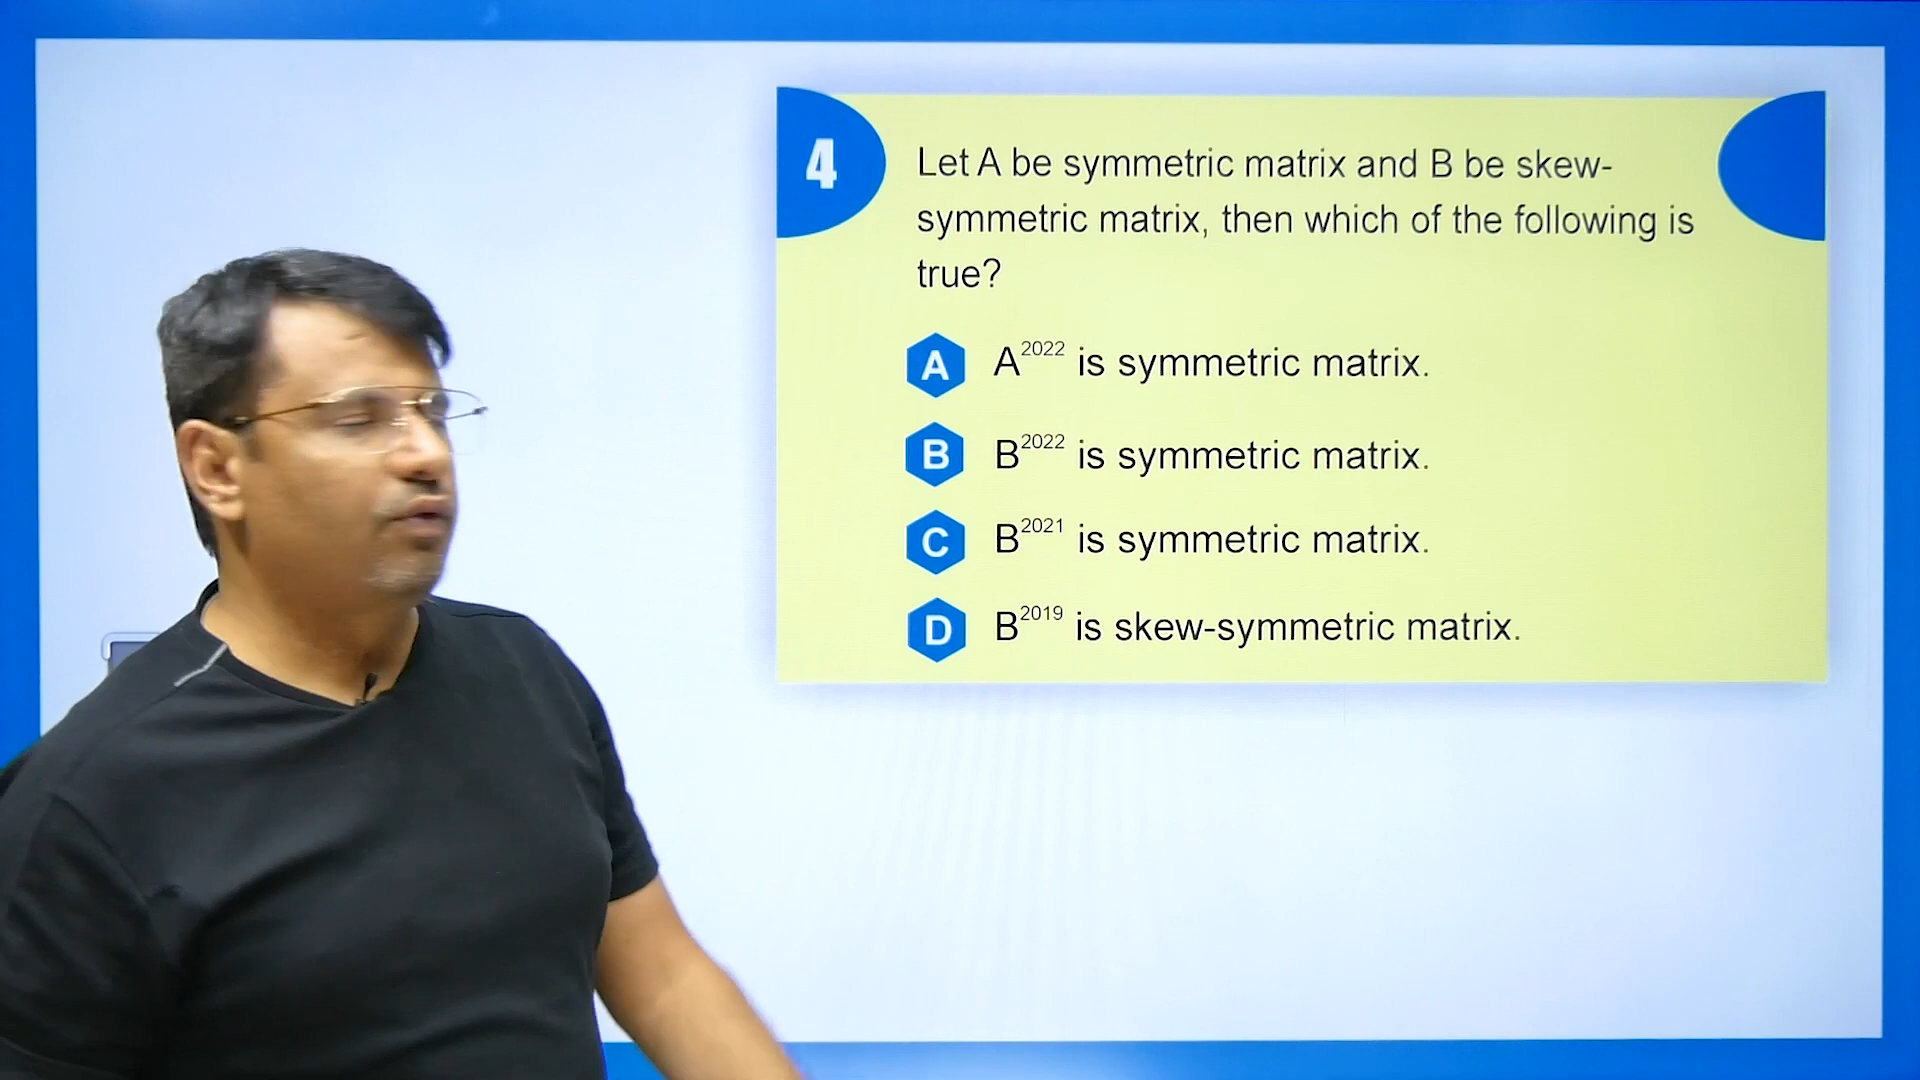 4
Let A be symmetric matrix and B be skew-
symmetric matrix, then which of the following is
true?
A A²⁰²² is symmetric matrix.
B B²⁰²² is symmetric matrix.
C B²⁰²¹ is symmetric matrix.
D B²⁰¹⁹ is skew-symmetric matrix.